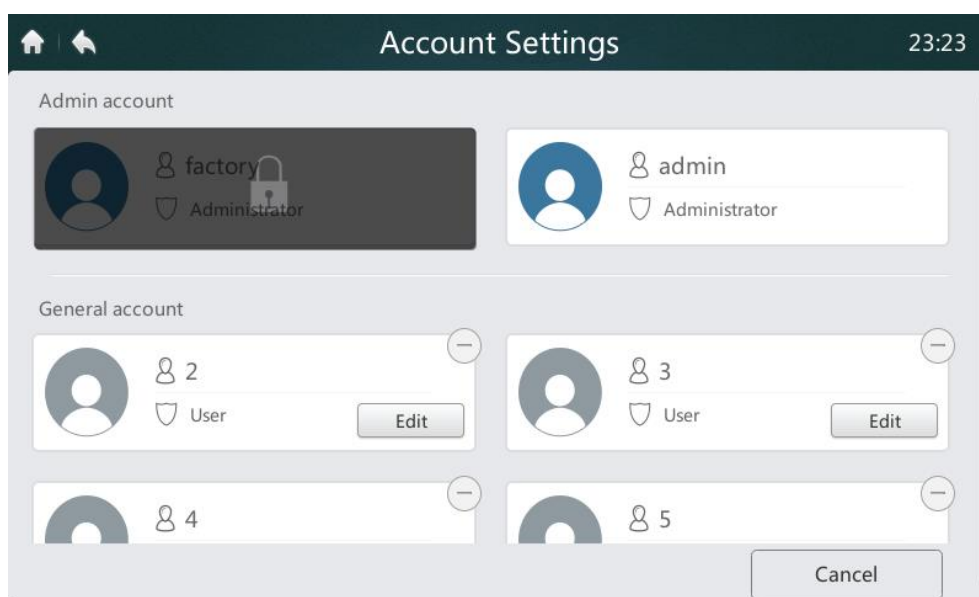 Account Settings 23:23
Admin account
factory admin
Administrator Administrator
General account
2 3
User Edit User Edit
4 5
Cancel